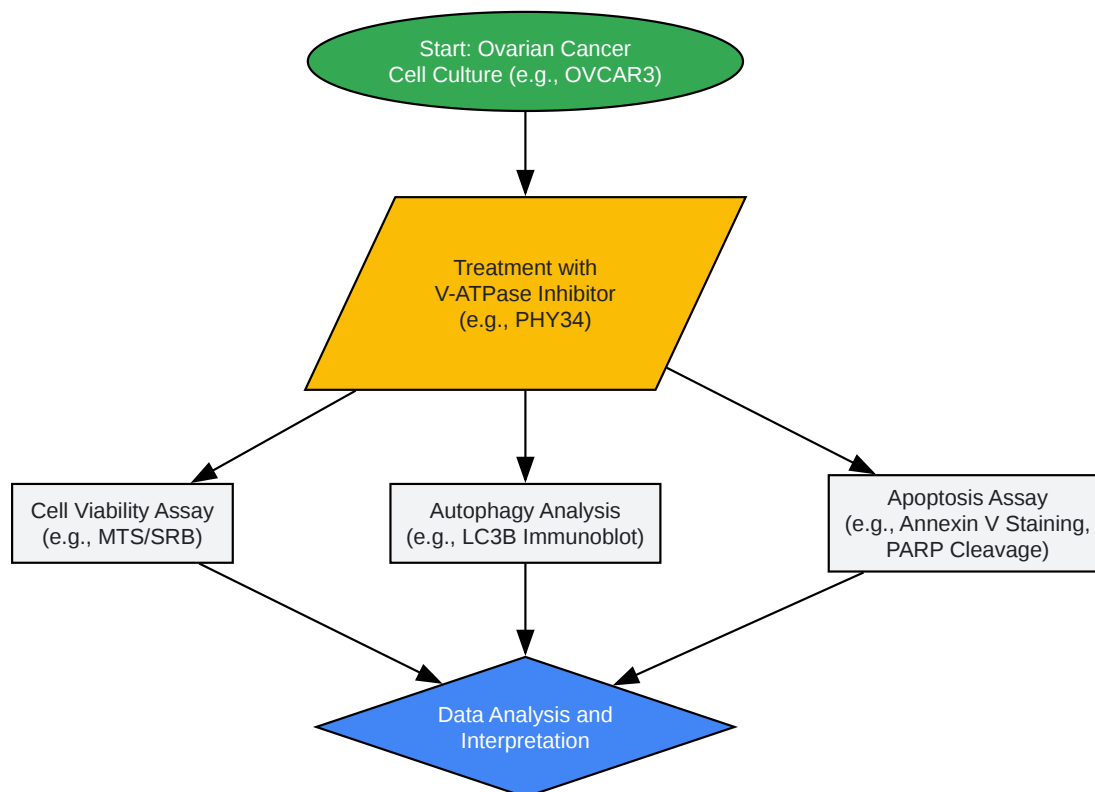 Start: Ovarian Cancer
Cell Culture (e.g., OVCAR3)
Treatment with
V-ATPase Inhibitor
(e.g., PHY34)
Cell Viability Assay
(e.g., MTS/SRB)
Autophagy Analysis
(e.g., LC3B Immunoblot)
Apoptosis Assay
(e.g., Annexin V Staining,
PARP Cleavage)
Data Analysis and
Interpretation